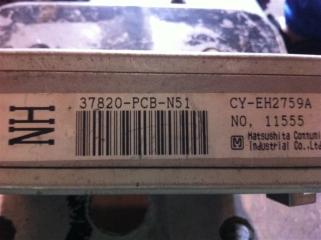 NH
37820-PCB-N51
CY-EH2759A
NO. 11555
Matsushita Communi
Industrial Co.,Ltd